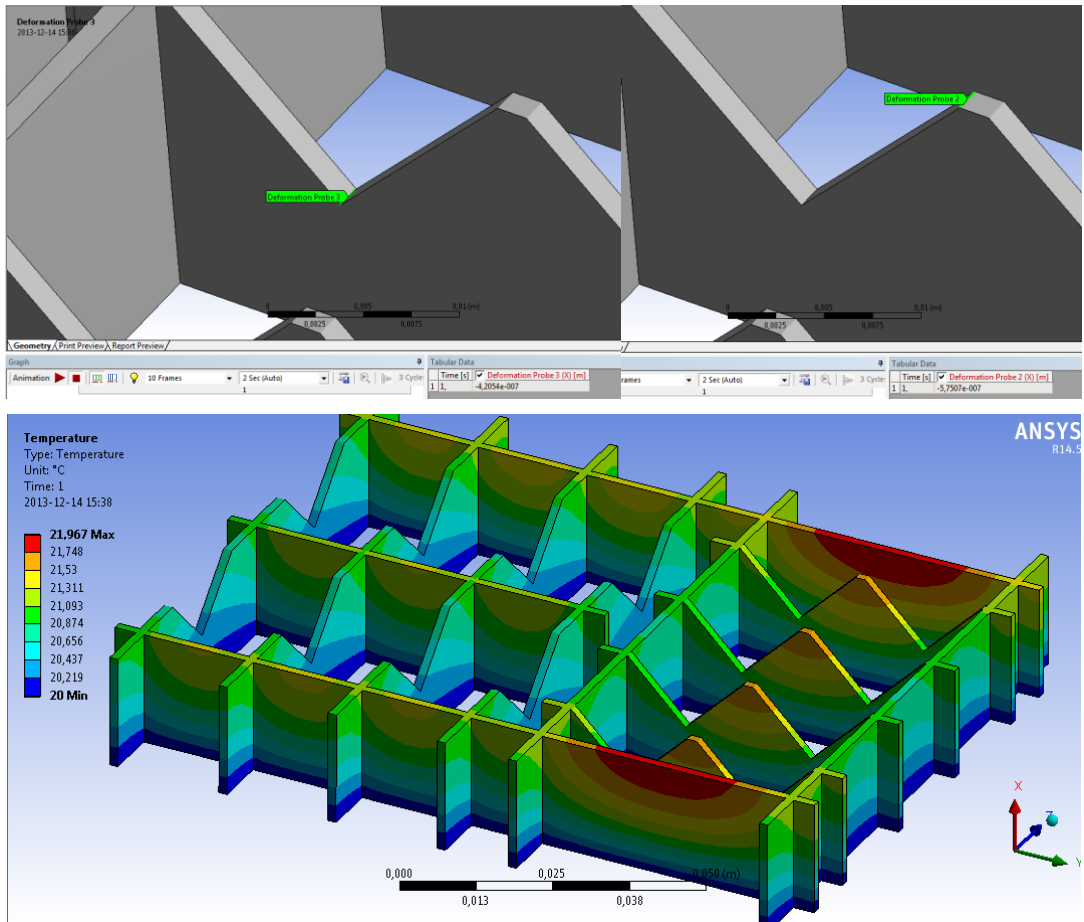 Deformation Probe 3
2013-12-14 15:36
Deformation Probe 3
0
0,005
0,01 (m)
0,0025
0,0075
Geometry Print Preview Report Preview
Graph
Animation
10 Frames
2 Sec (Auto)
3 Cycle
1
Tabular Data
Time [s] Deformation Probe 3 (X) [m]
1 1, -4,2054e-007
Deformation Probe 2
0
0,005
0,01 (m)
0,0025
0,0075
rames
2 Sec (Auto)
3 Cycle
1
Tabular Data
Time [s] Deformation Probe 2 (X) [m]
1 1, -5,7507e-007
Temperature
Type: Temperature
Unit: °C
Time: 1
2013-12-14 15:38
21,967 Max
21,748
21,53
21,311
21,093
20,874
20,656
20,437
20,219
20 Min
ANSYS
R14.5
0,000
0,025
0,050 (m)
0,013
0,038
X
Z
Y